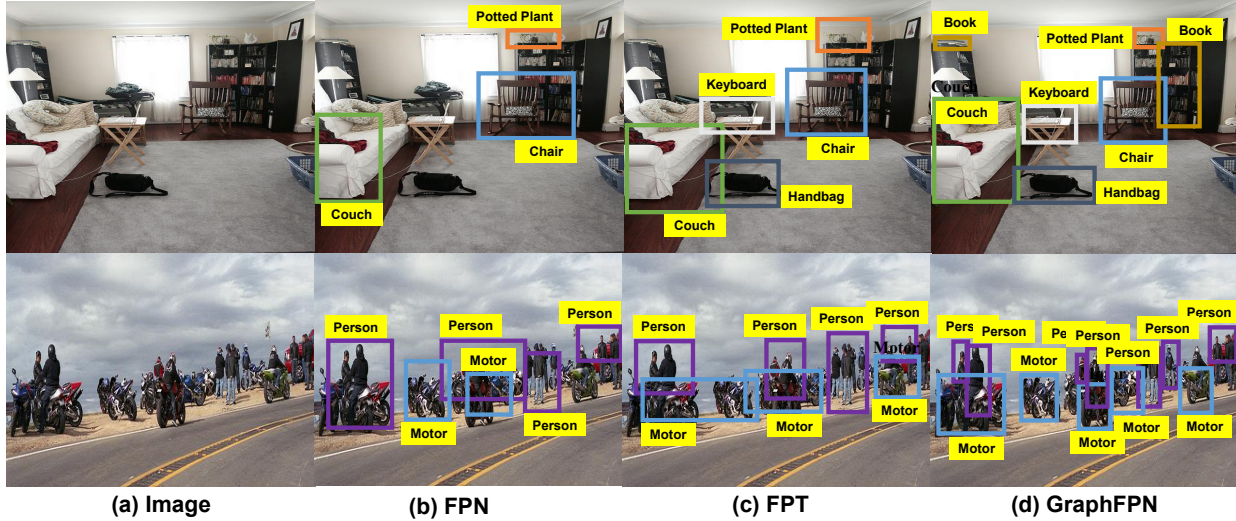 Potted Plant
Chair
Couch
Potted Plant
Keyboard
Chair
Handbag
Couch
Book
Potted Plant
Book
Couch
Keyboard
Couch
Chair
Handbag
Person
Person
Person
Motor
Motor
Person
Person
Person
Person
Person
Motor
Motor
Motor
Motor
Person
Person
Person
Person
Motor
Person
Person
Motor
Motor
Motor
Motor
(a) Image
(b) FPN
(c) FPT
(d) GraphFPN